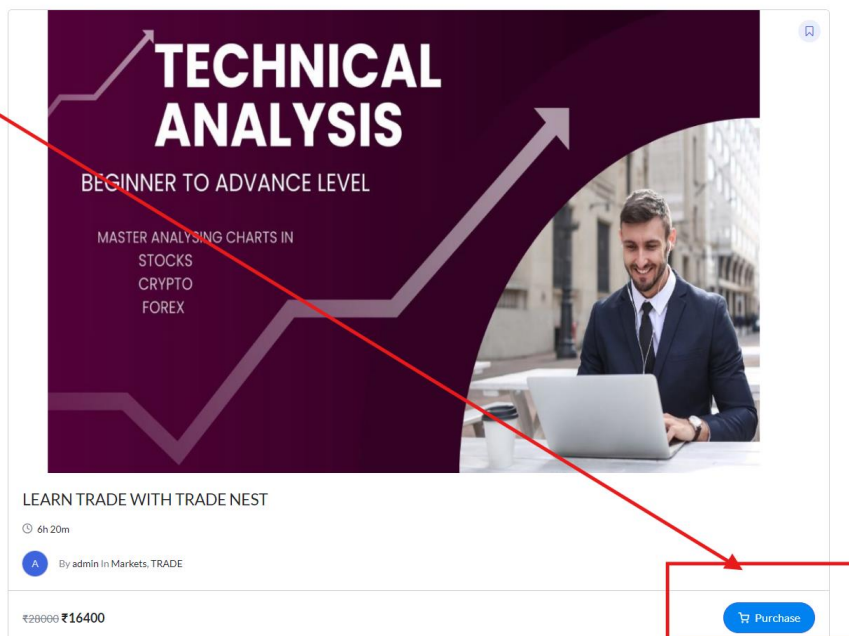 TECHNICAL
ANALYSIS
BEGINNER TO ADVANCE LEVEL
MASTER ANALYSING CHARTS IN
STOCKS
CRYPTO
FOREX
LEARN TRADE WITH TRADE NEST
6h 20m
A By admin In Markets, TRADE
₹28000 ₹16400
Purchase